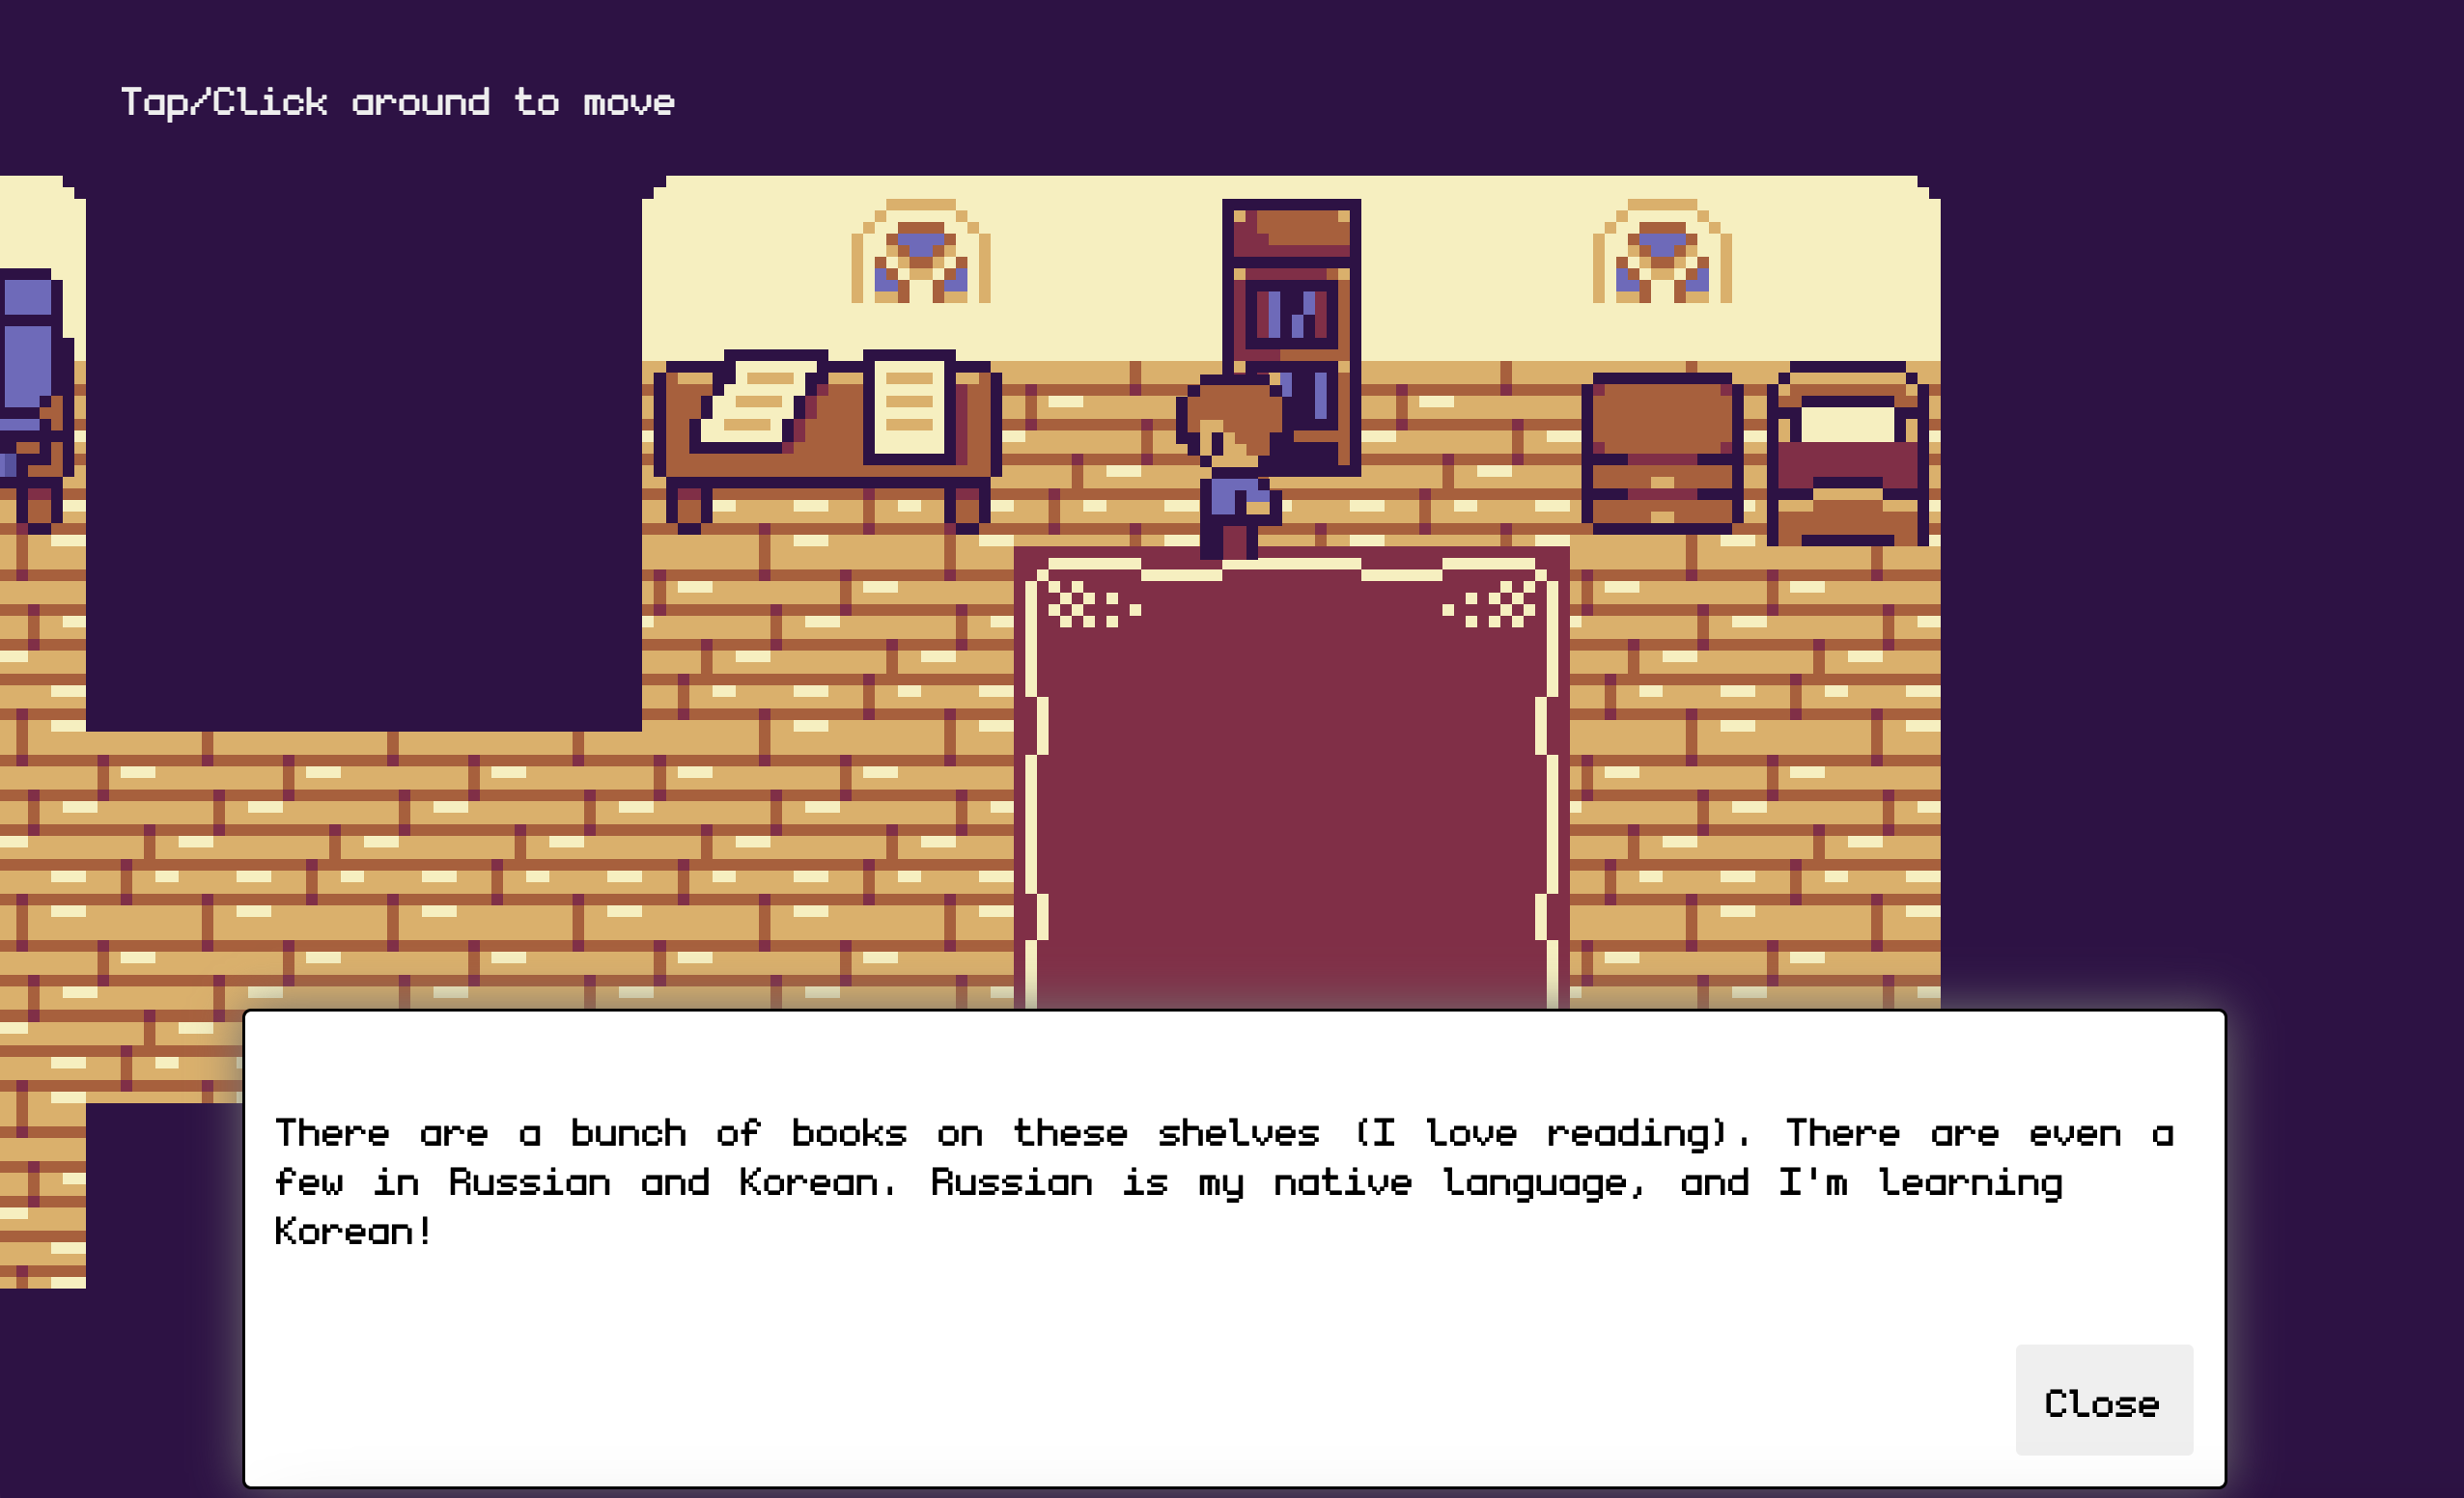 Tap/Click around to move
There are a bunch of books on these shelves (I love reading). There are even a
few in Russian and Korean. Russian is my native language, and I'm learning
Korean!
Close